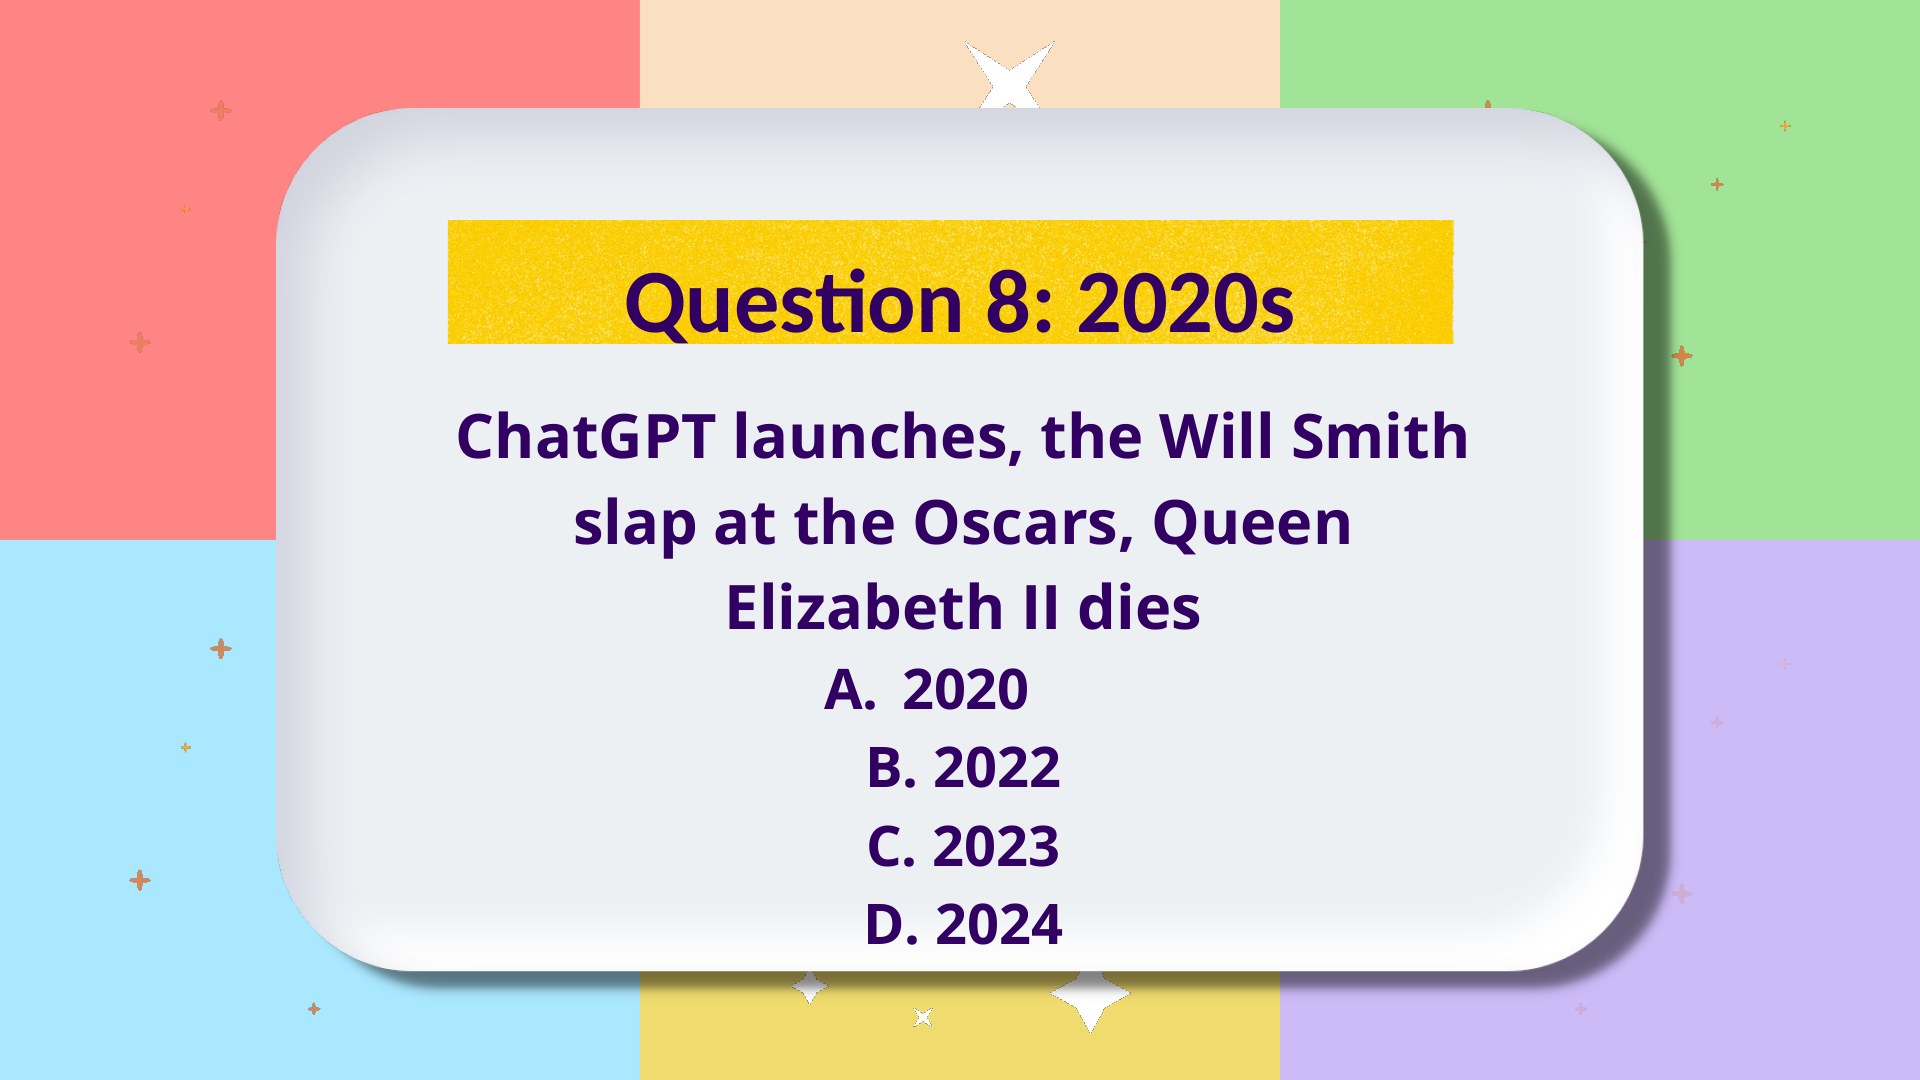 Question 8: 2020s
ChatGPT launches, the Will Smith
slap at the Oscars, Queen
Elizabeth II dies
A. 2020
B. 2022
C. 2023
D. 2024